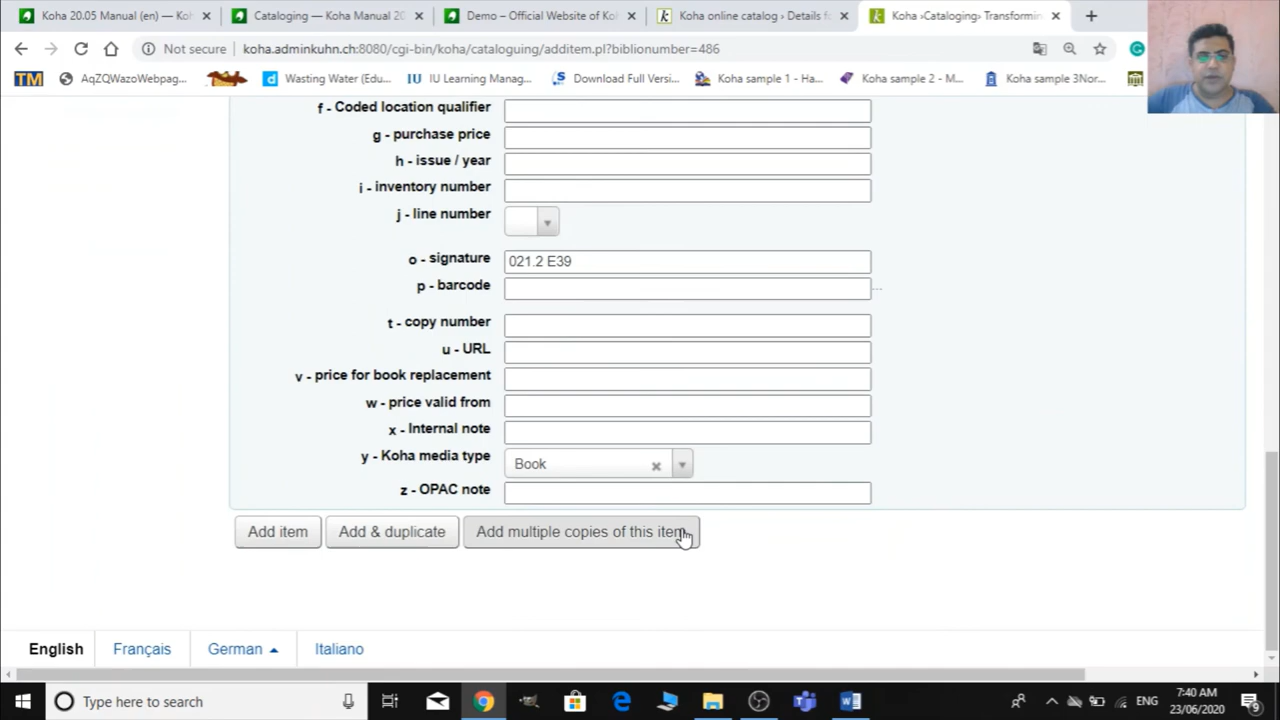 Koha 20.05 Manual (en) — Koh
Cataloging — Koha Manual 20
Demo – Official Website of Ko
Koha online catalog › Details f
Koha ›Cataloging› Transformin
Not secure
koha.adminkuhn.ch:8080/cgi-bin/koha/cataloguing/additem.pl?biblionumber=486
TM
AqZQWazoWebpag...
Wasting Water (Edu...
IU
IU Learning Manag...
Download Full Versi...
Koha sample 1 - Ha...
Koha sample 2 - M...
Koha sample 3Nor...
f - Coded location qualifier
g - purchase price
h - issue / year
i - inventory number
j - line number
o - signature
021.2 E39
p - barcode
...
t - copy number
u - URL
v - price for book replacement
w - price valid from
x - Internal note
y - Koha media type
Book
z - OPAC note
Add item
Add & duplicate
Add multiple copies of this item
English
Français
German
Italiano
Type here to search
ENG
7:40 AM
23/06/2020
9